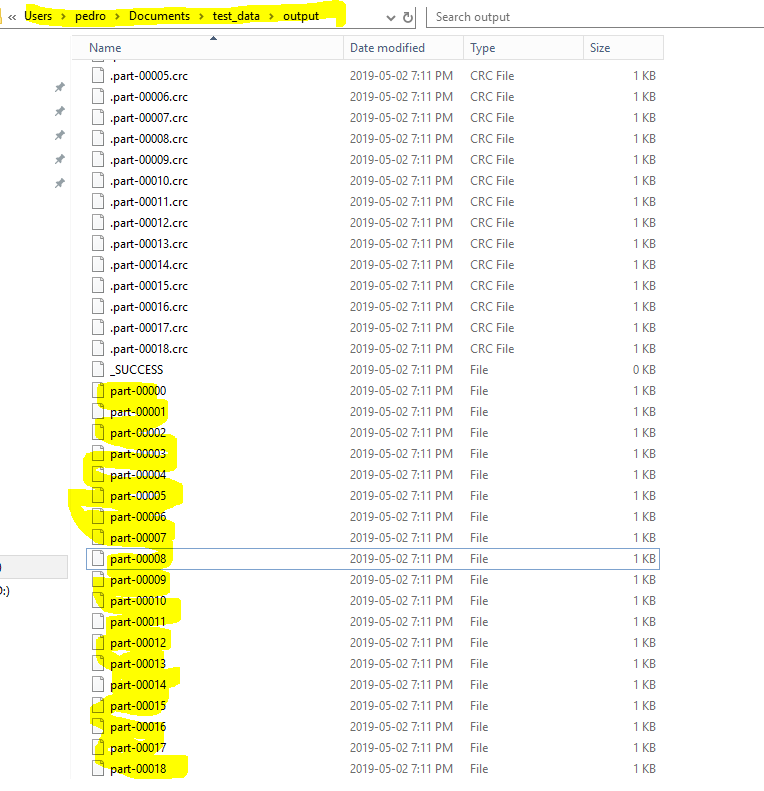 « Users > pedro > Documents > test_data > output Search output
Name Date modified Type Size
.part-00005.crc 2019-05-02 7:11 PM CRC File 1 KB
.part-00006.crc 2019-05-02 7:11 PM CRC File 1 KB
.part-00007.crc 2019-05-02 7:11 PM CRC File 1 KB
.part-00008.crc 2019-05-02 7:11 PM CRC File 1 KB
.part-00009.crc 2019-05-02 7:11 PM CRC File 1 KB
.part-00010.crc 2019-05-02 7:11 PM CRC File 1 KB
.part-00011.crc 2019-05-02 7:11 PM CRC File 1 KB
.part-00012.crc 2019-05-02 7:11 PM CRC File 1 KB
.part-00013.crc 2019-05-02 7:11 PM CRC File 1 KB
.part-00014.crc 2019-05-02 7:11 PM CRC File 1 KB
.part-00015.crc 2019-05-02 7:11 PM CRC File 1 KB
.part-00016.crc 2019-05-02 7:11 PM CRC File 1 KB
.part-00017.crc 2019-05-02 7:11 PM CRC File 1 KB
.part-00018.crc 2019-05-02 7:11 PM CRC File 1 KB
_SUCCESS 2019-05-02 7:11 PM File 0 KB
part-00000 2019-05-02 7:11 PM File 1 KB
part-00001 2019-05-02 7:11 PM File 1 KB
part-00002 2019-05-02 7:11 PM File 1 KB
part-00003 2019-05-02 7:11 PM File 1 KB
part-00004 2019-05-02 7:11 PM File 1 KB
part-00005 2019-05-02 7:11 PM File 1 KB
part-00006 2019-05-02 7:11 PM File 1 KB
part-00007 2019-05-02 7:11 PM File 1 KB
part-00008 2019-05-02 7:11 PM File 1 KB
part-00009 2019-05-02 7:11 PM File 1 KB
:) part-00010 2019-05-02 7:11 PM File 1 KB
part-00011 2019-05-02 7:11 PM File 1 KB
part-00012 2019-05-02 7:11 PM File 1 KB
part-00013 2019-05-02 7:11 PM File 1 KB
part-00014 2019-05-02 7:11 PM File 1 KB
part-00015 2019-05-02 7:11 PM File 1 KB
part-00016 2019-05-02 7:11 PM File 1 KB
part-00017 2019-05-02 7:11 PM File 1 KB
part-00018 2019-05-02 7:11 PM File 1 KB